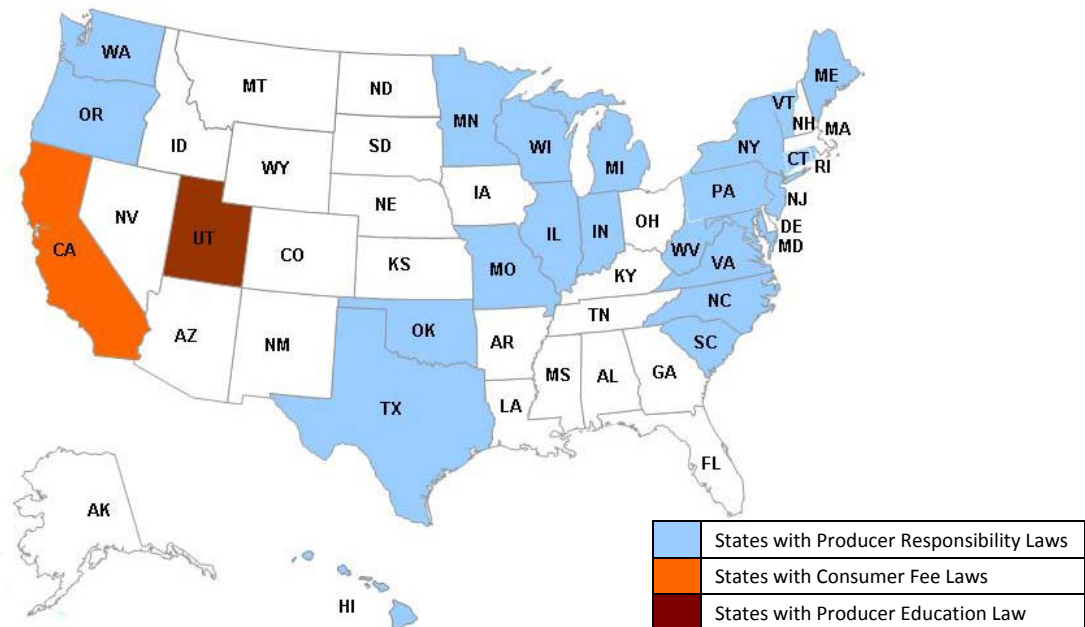 WA
MT
ND
ME
VT
OR
MN
NH
MA
ID
SD
WI
NY
WY
MI
CT
RI
IA
PA
NE
NJ
NV
OH
DE
UT
IL
IN
MD
CA
CO
WV
VA
KS
MO
KY
NC
TN
OK
AZ
NM
AR
SC
MS
AL
GA
TX
LA
FL
AK
HI
States with Producer Responsibility Laws
States with Consumer Fee Laws
States with Producer Education Law